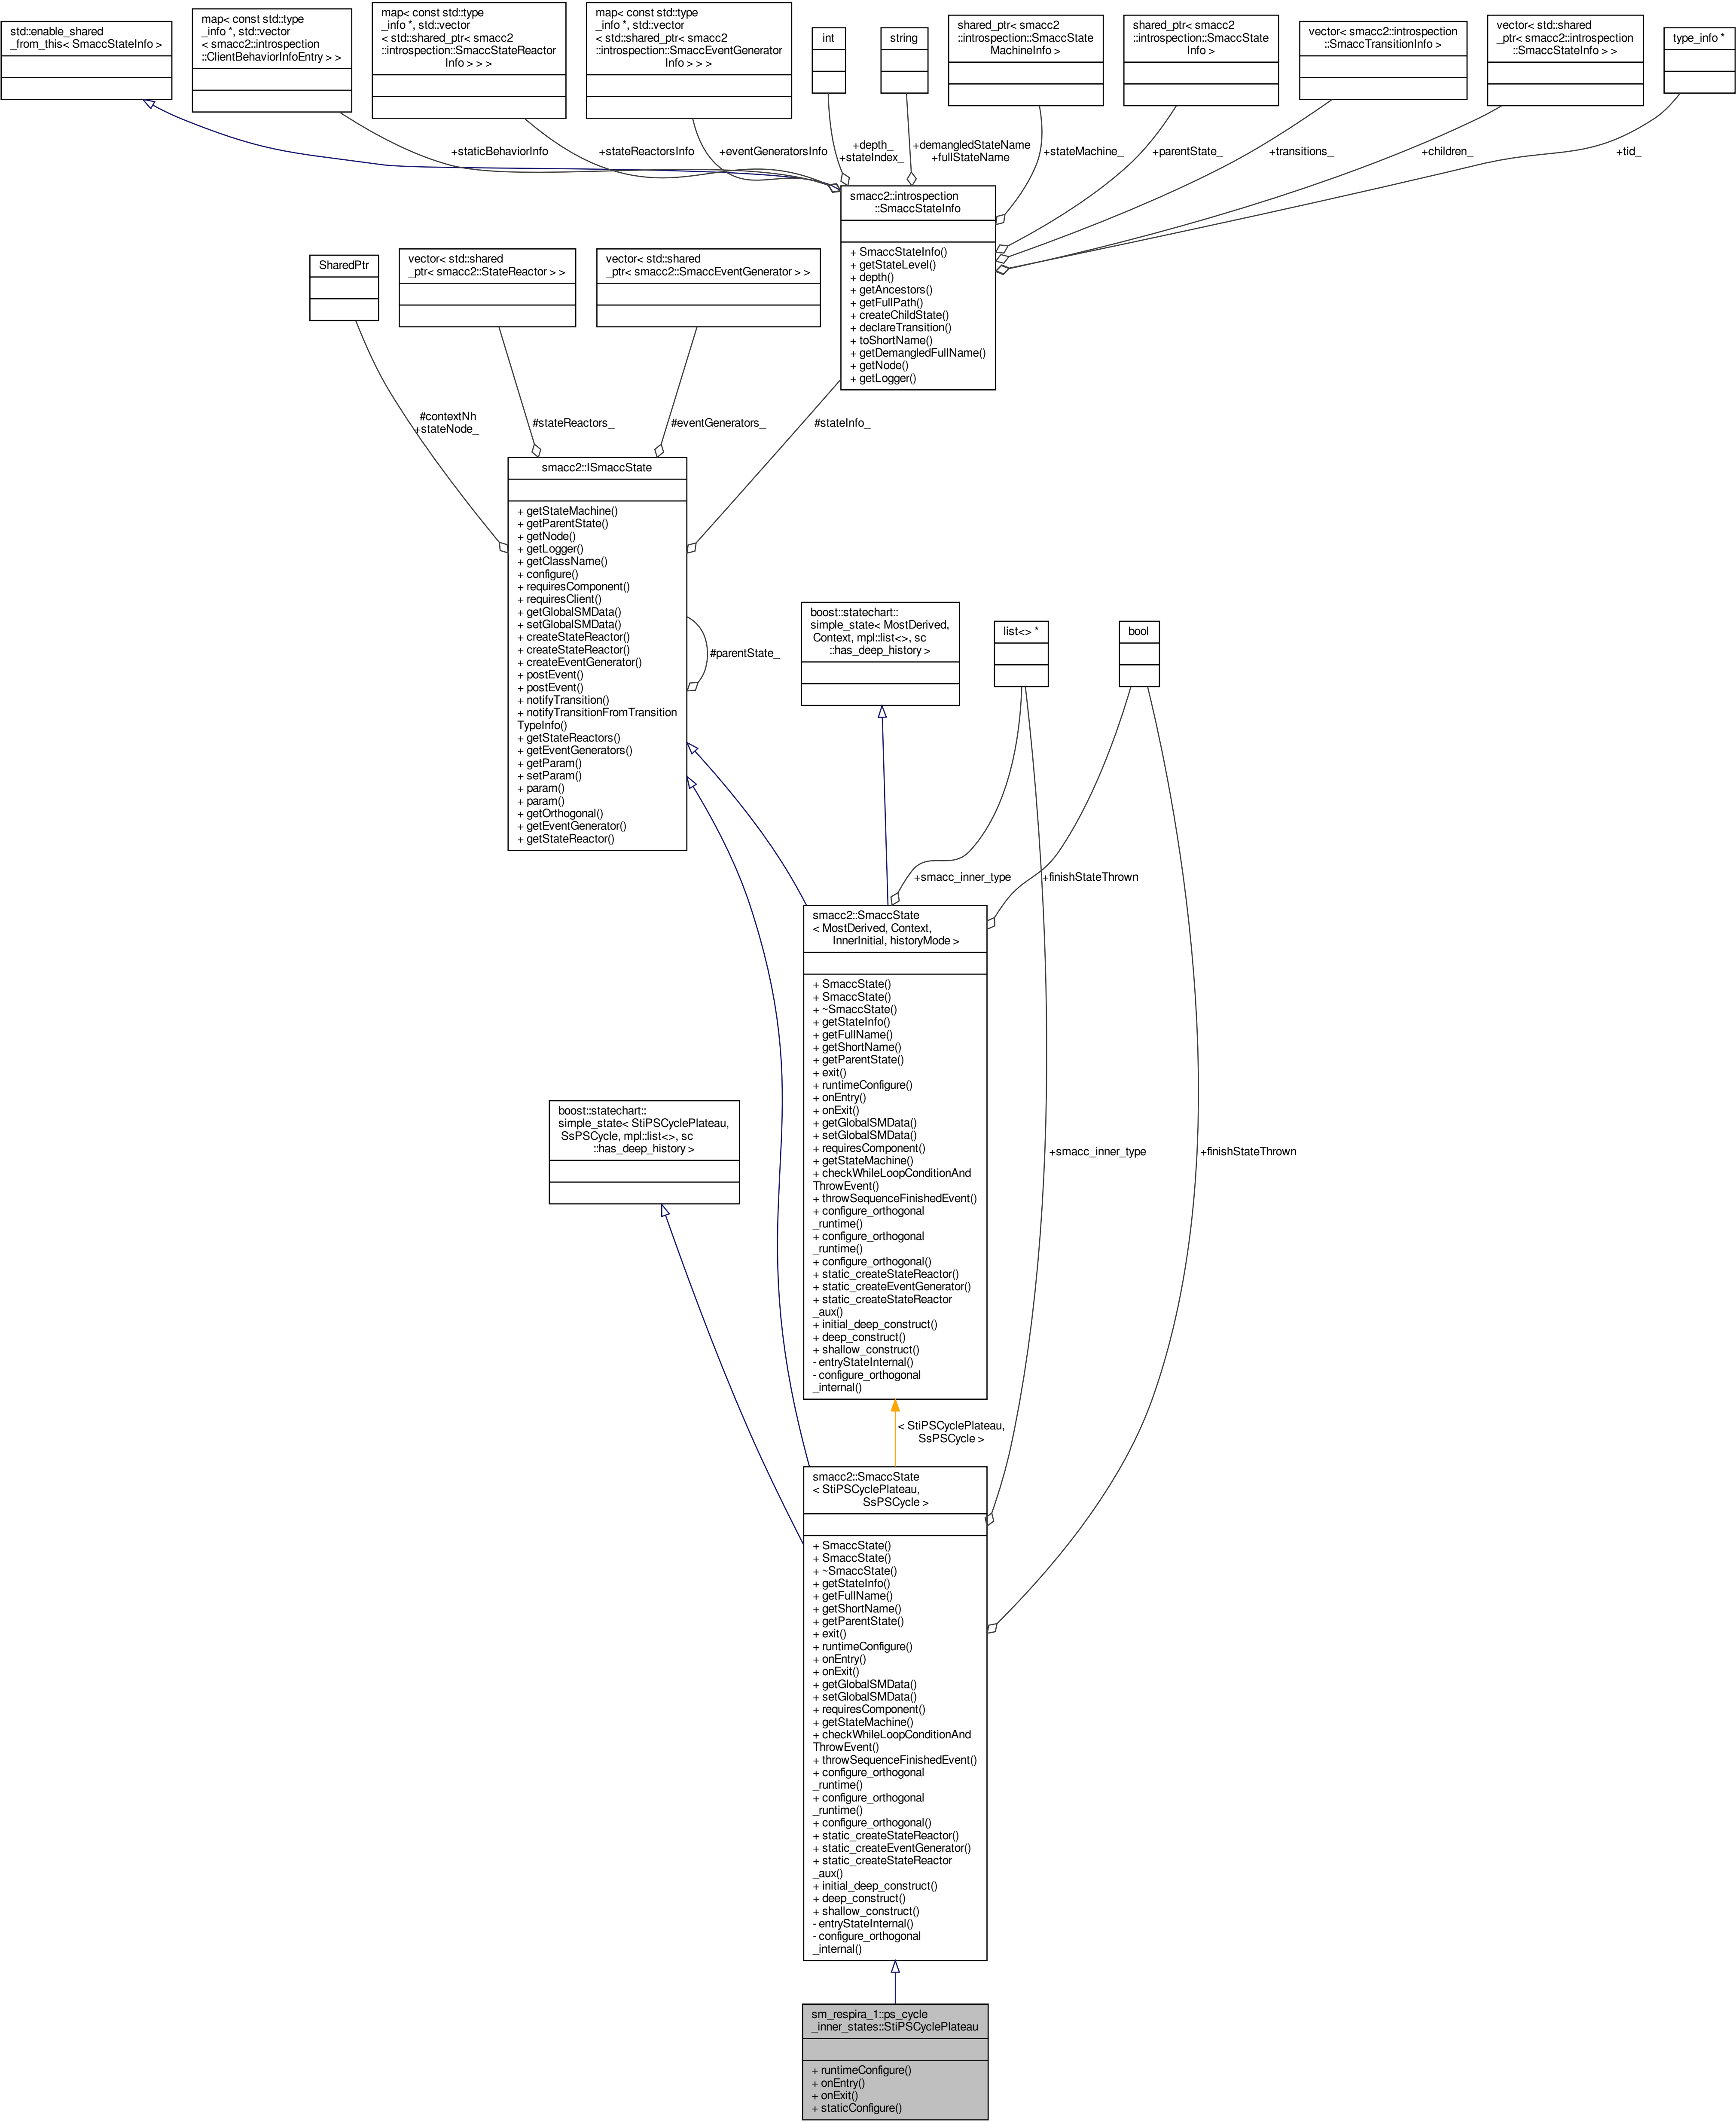 std::enable_shared
_from_this< SmaccStateInfo >
map< const std::type
_info *, std::vector
< smacc2::introspection
::ClientBehaviorInfoEntry > >
map< const std::type
_info *, std::vector
< std::shared_ptr< smacc2
::introspection::SmaccStateReactor
Info > > >
map< const std::type
_info *, std::vector
< std::shared_ptr< smacc2
::introspection::SmaccEventGenerator
Info > > >
int
string
shared_ptr< smacc2
::introspection::SmaccState
MachineInfo >
shared_ptr< smacc2
::introspection::SmaccState
Info >
vector< smacc2::introspection
::SmaccTransitionInfo >
vector< std::shared
_ptr< smacc2::introspection
::SmaccStateInfo > >
type_info *
+staticBehaviorInfo
+stateReactorsInfo
+eventGeneratorsInfo
+depth_
+stateIndex_
+demangledStateName
+fullStateName
+stateMachine_
+parentState_
+transitions_
+children_
+tid_
smacc2::introspection
::SmaccStateInfo
+ SmaccStateInfo()
+ getStateLevel()
+ depth()
+ getAncestors()
+ getFullPath()
+ createChildState()
+ declareTransition()
+ toShortName()
+ getDemangledFullName()
+ getNode()
+ getLogger()
SharedPtr
vector< std::shared
_ptr< smacc2::StateReactor > >
vector< std::shared
_ptr< smacc2::SmaccEventGenerator > >
#contextNh
+stateNode_
#stateReactors_
#eventGenerators_
#stateInfo_
smacc2::ISmaccState
+ getStateMachine()
+ getParentState()
+ getNode()
+ getLogger()
+ getClassName()
+ configure()
+ requiresComponent()
+ requiresClient()
+ getGlobalSMData()
+ setGlobalSMData()
+ createStateReactor()
+ createStateReactor()
+ createEventGenerator()
+ postEvent()
+ postEvent()
+ notifyTransition()
+ notifyTransitionFromTransition
TypeInfo()
+ getStateReactors()
+ getEventGenerators()
+ getParam()
+ setParam()
+ param()
+ param()
+ getOrthogonal()
+ getEventGenerator()
+ getStateReactor()
#parentState_
boost::statechart::
simple_state< MostDerived,
Context, mpl::list<>, sc
::has_deep_history >
list<> *
bool
+smacc_inner_type
+finishStateThrown
smacc2::SmaccState
< MostDerived, Context,
InnerInitial, historyMode >
+ SmaccState()
+ SmaccState()
+ ~SmaccState()
+ getStateInfo()
+ getFullName()
+ getShortName()
+ getParentState()
+ exit()
+ runtimeConfigure()
+ onEntry()
+ onExit()
+ getGlobalSMData()
+ setGlobalSMData()
+ requiresComponent()
+ getStateMachine()
+ checkWhileLoopConditionAnd
ThrowEvent()
+ throwSequenceFinishedEvent()
+ configure_orthogonal
_runtime()
+ configure_orthogonal
_runtime()
+ configure_orthogonal()
+ static_createStateReactor()
+ static_createEventGenerator()
+ static_createStateReactor
_aux()
+ initial_deep_construct()
+ deep_construct()
+ shallow_construct()
- entryStateInternal()
- configure_orthogonal
_internal()
boost::statechart::
simple_state< StiPSCyclePlateau,
SsPSCycle, mpl::list<>, sc
::has_deep_history >
+smacc_inner_type
+finishStateThrown
< StiPSCyclePlateau,
SsPSCycle >
smacc2::SmaccState
< StiPSCyclePlateau,
SsPSCycle >
+ SmaccState()
+ SmaccState()
+ ~SmaccState()
+ getStateInfo()
+ getFullName()
+ getShortName()
+ getParentState()
+ exit()
+ runtimeConfigure()
+ onEntry()
+ onExit()
+ getGlobalSMData()
+ setGlobalSMData()
+ requiresComponent()
+ getStateMachine()
+ checkWhileLoopConditionAnd
ThrowEvent()
+ throwSequenceFinishedEvent()
+ configure_orthogonal
_runtime()
+ configure_orthogonal
_runtime()
+ configure_orthogonal()
+ static_createStateReactor()
+ static_createEventGenerator()
+ static_createStateReactor
_aux()
+ initial_deep_construct()
+ deep_construct()
+ shallow_construct()
- entryStateInternal()
- configure_orthogonal
_internal()
sm_respira_1::ps_cycle
_inner_states::StiPSCyclePlateau
+ runtimeConfigure()
+ onEntry()
+ onExit()
+ staticConfigure()